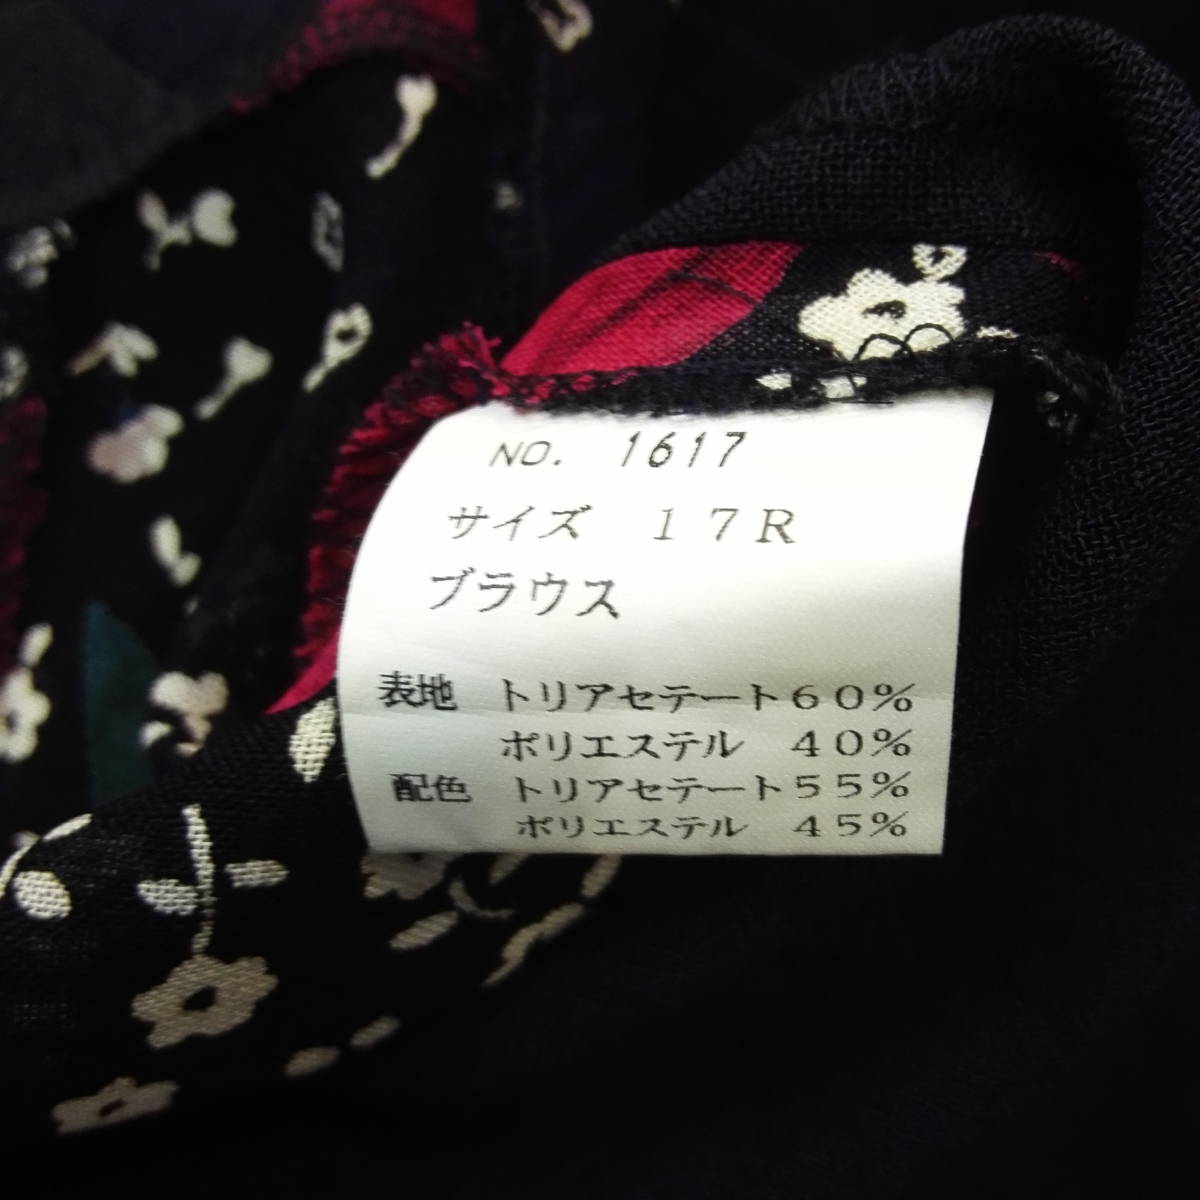 NO. 1617
サイズ １７Ｒ
ブラウス
表地 トリアセテート６０％
ポリエステル ４０％
配色 トリアセテート５５％
ポリエステル ４５％